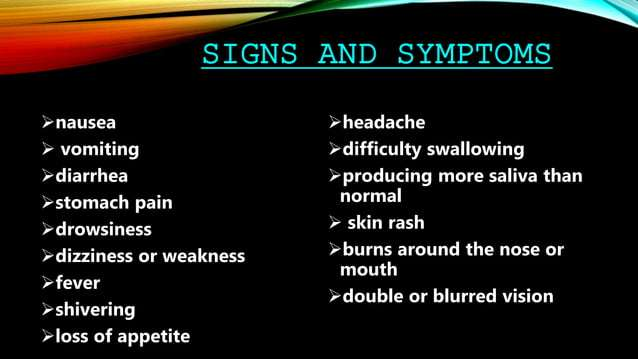 SIGNS AND SYMPTOMS
➢nausea
➢ vomiting
➢diarrhea
➢stomach pain
➢drowsiness
➢dizziness or weakness
➢fever
➢shivering
➢loss of appetite
➢headache
➢difficulty swallowing
➢producing more saliva than
normal
➢ skin rash
➢burns around the nose or
mouth
➢double or blurred vision